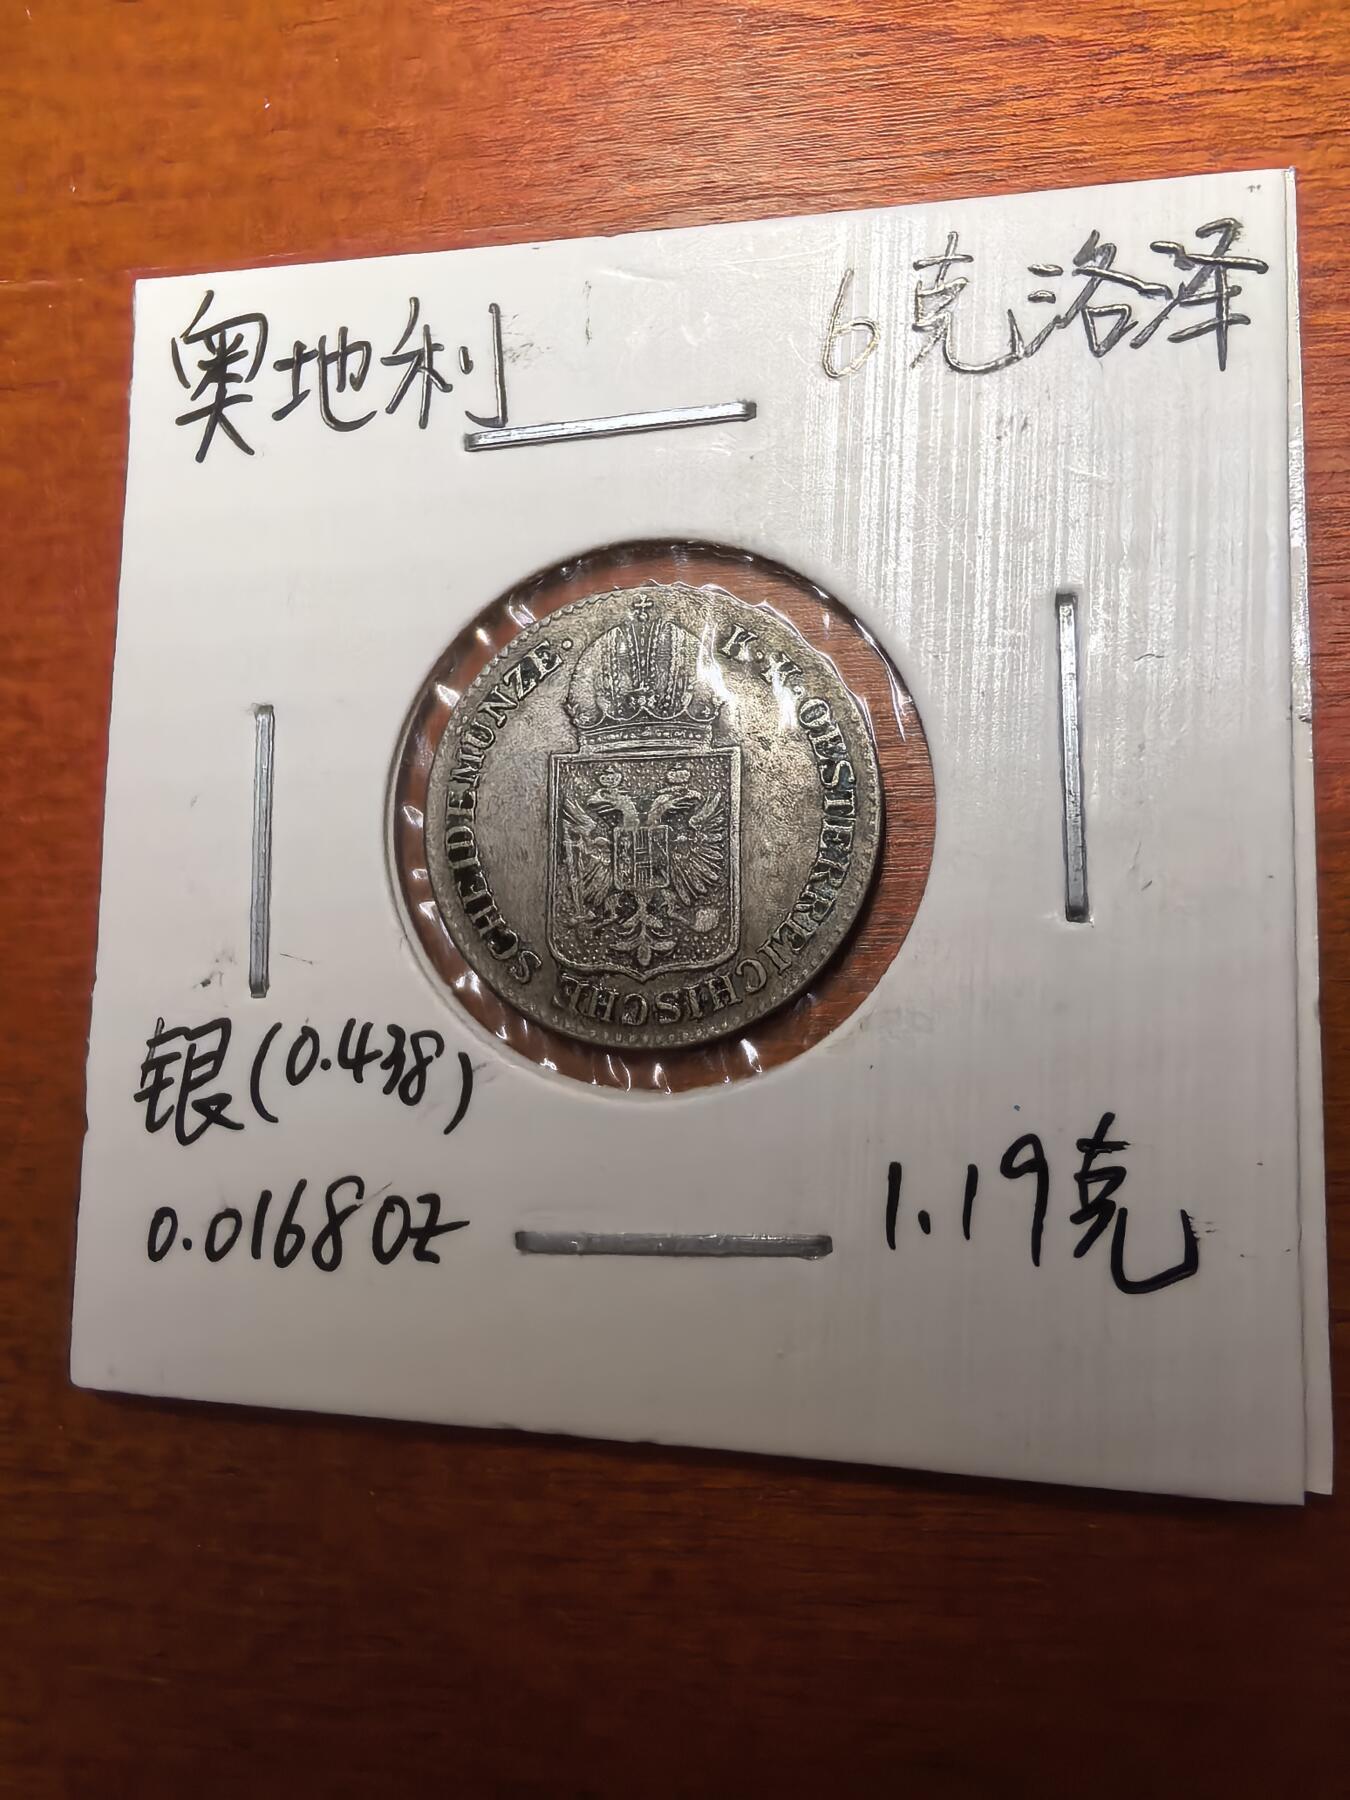 奥地利
6克洛泽
K·K·OESTERREICHISCHE SCHEIDEMÜNZE·
银(0.438)
0.0168oz
1.19克